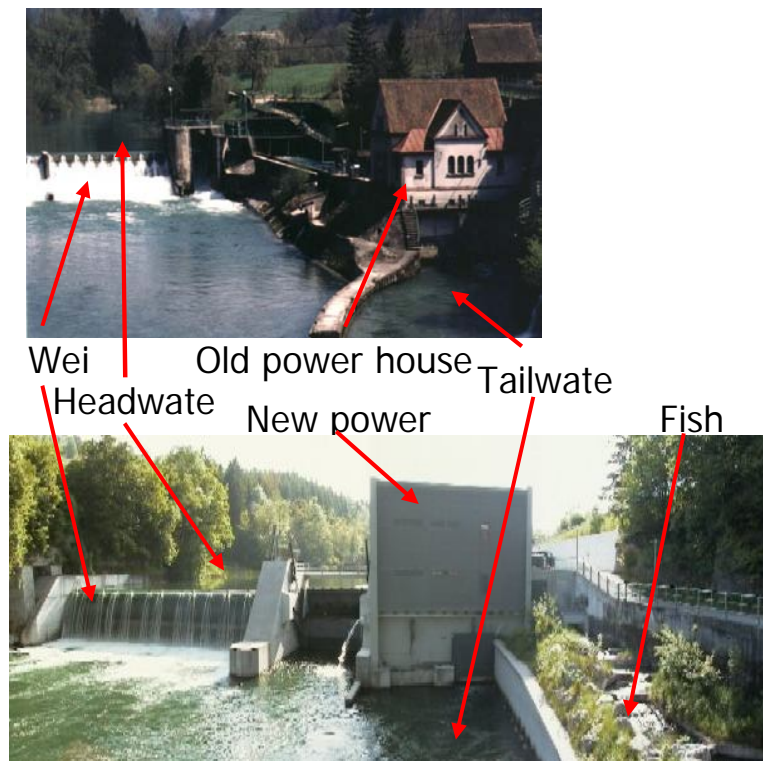 Wei
Old power house
Tailwate
Headwate
New power
Fish